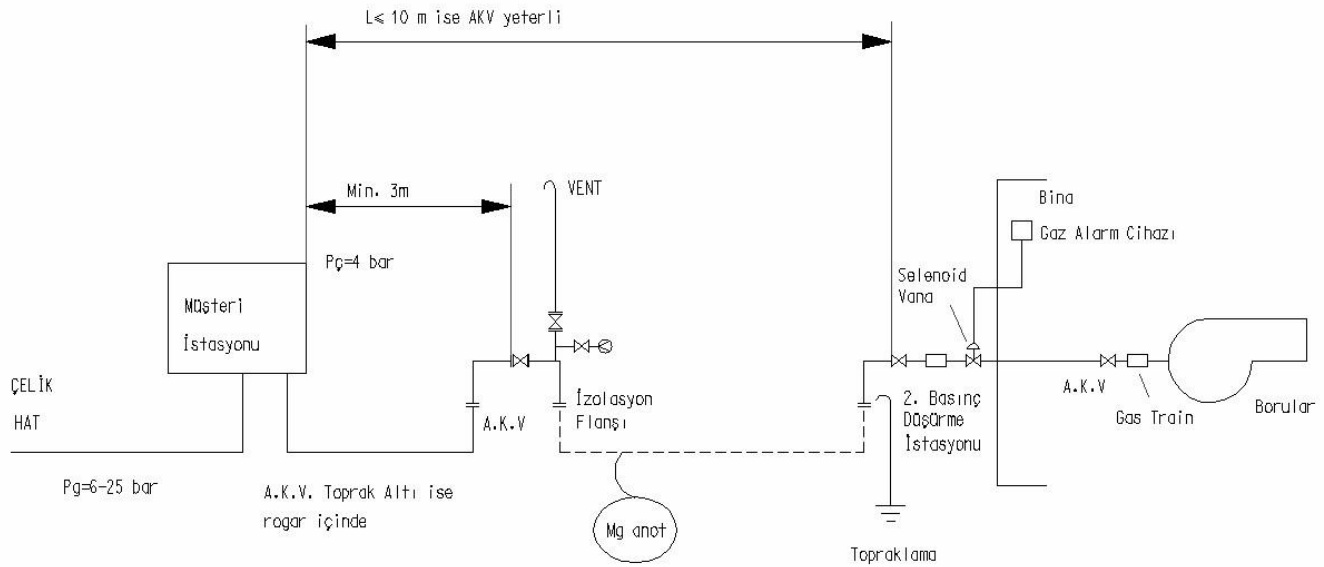 L≤ 10 m ise AKV yeterli
Min. 3m
VENT
Bina
Gaz Alarm Cihazı
Pç=4 bar
Selenoid
Vana
Müşteri
İstasyonu
ÇELİK
HAT
A.K.V
İzolasyon
Flanşı
2. Basınç
Düşürme
İstasyonu
A.K.V
Gas Train
Borular
Pg=6-25 bar
A.K.V. Toprak Altı ise
rogar içinde
Mg anot
Topraklama